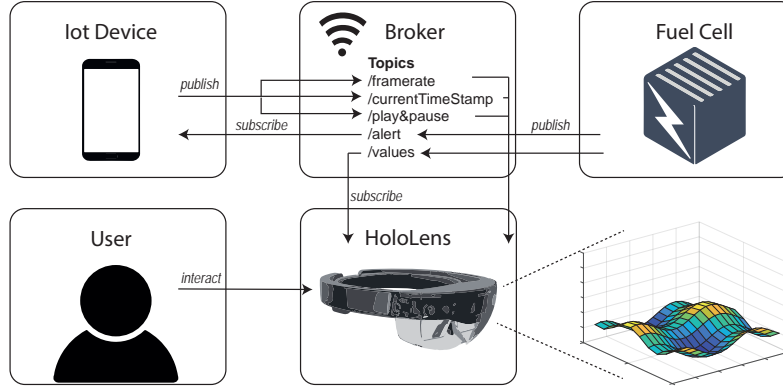 Iot Device
Broker
Fuel Cell
Topics
/framerate
publish
/currentTimeStamp
/play&pause
subscribe
/alert
publish
/values
subscribe
User
HoloLens
interact